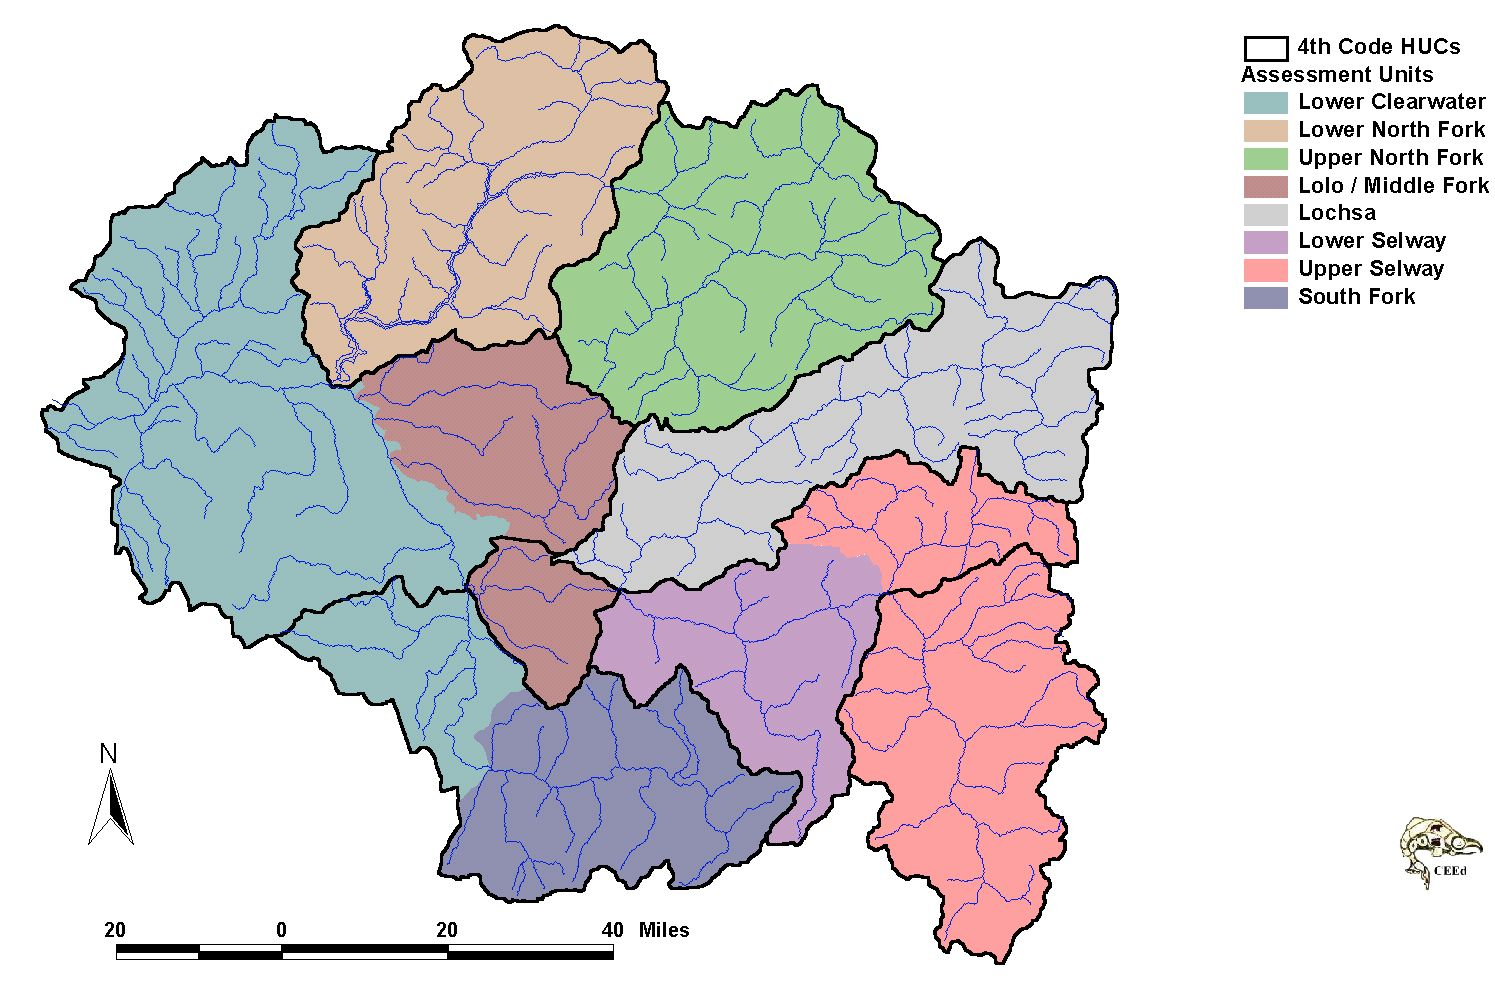 4th Code HUCs
Assessment Units
Lower Clearwater
Lower North Fork
Upper North Fork
Lolo / Middle Fork
Lochsa
Lower Selway
Upper Selway
South Fork
N
CEEd
20 0 20 40 Miles